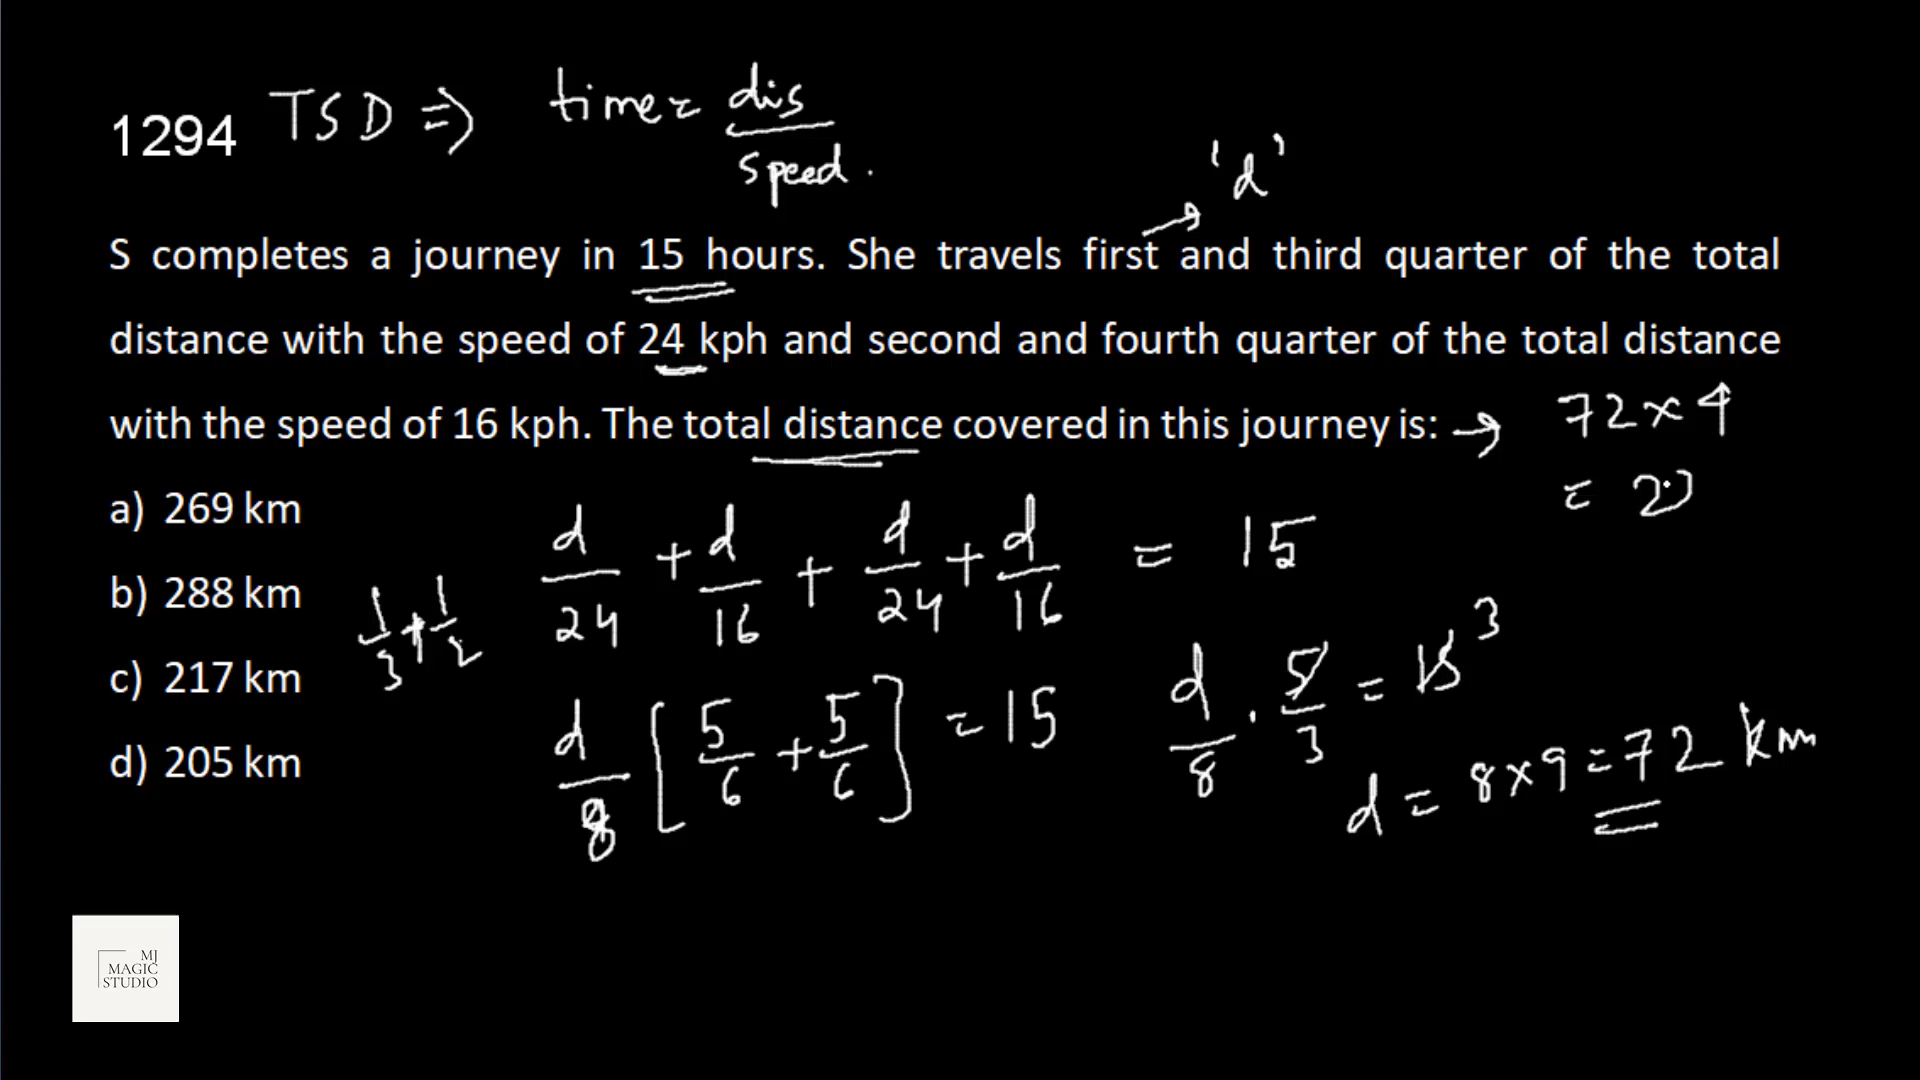 1294 TSD ⇒ time = dis / speed.
'd'
S completes a journey in 15 hours. She travels first and third quarter of the total
distance with the speed of 24 kph and second and fourth quarter of the total distance
with the speed of 16 kph. The total distance covered in this journey is: → 72 × 4
a) 269 km
b) 288 km
c) 217 km
d) 205 km
1/3 + 1/2
d/24 + d/16 + d/24 + d/16 = 15
d/8 [5/6 + 5/6] = 15
d/8 . 5/3 = 15 3
d = 8×9 = 72 km
MJ
MAGIC
STUDIO